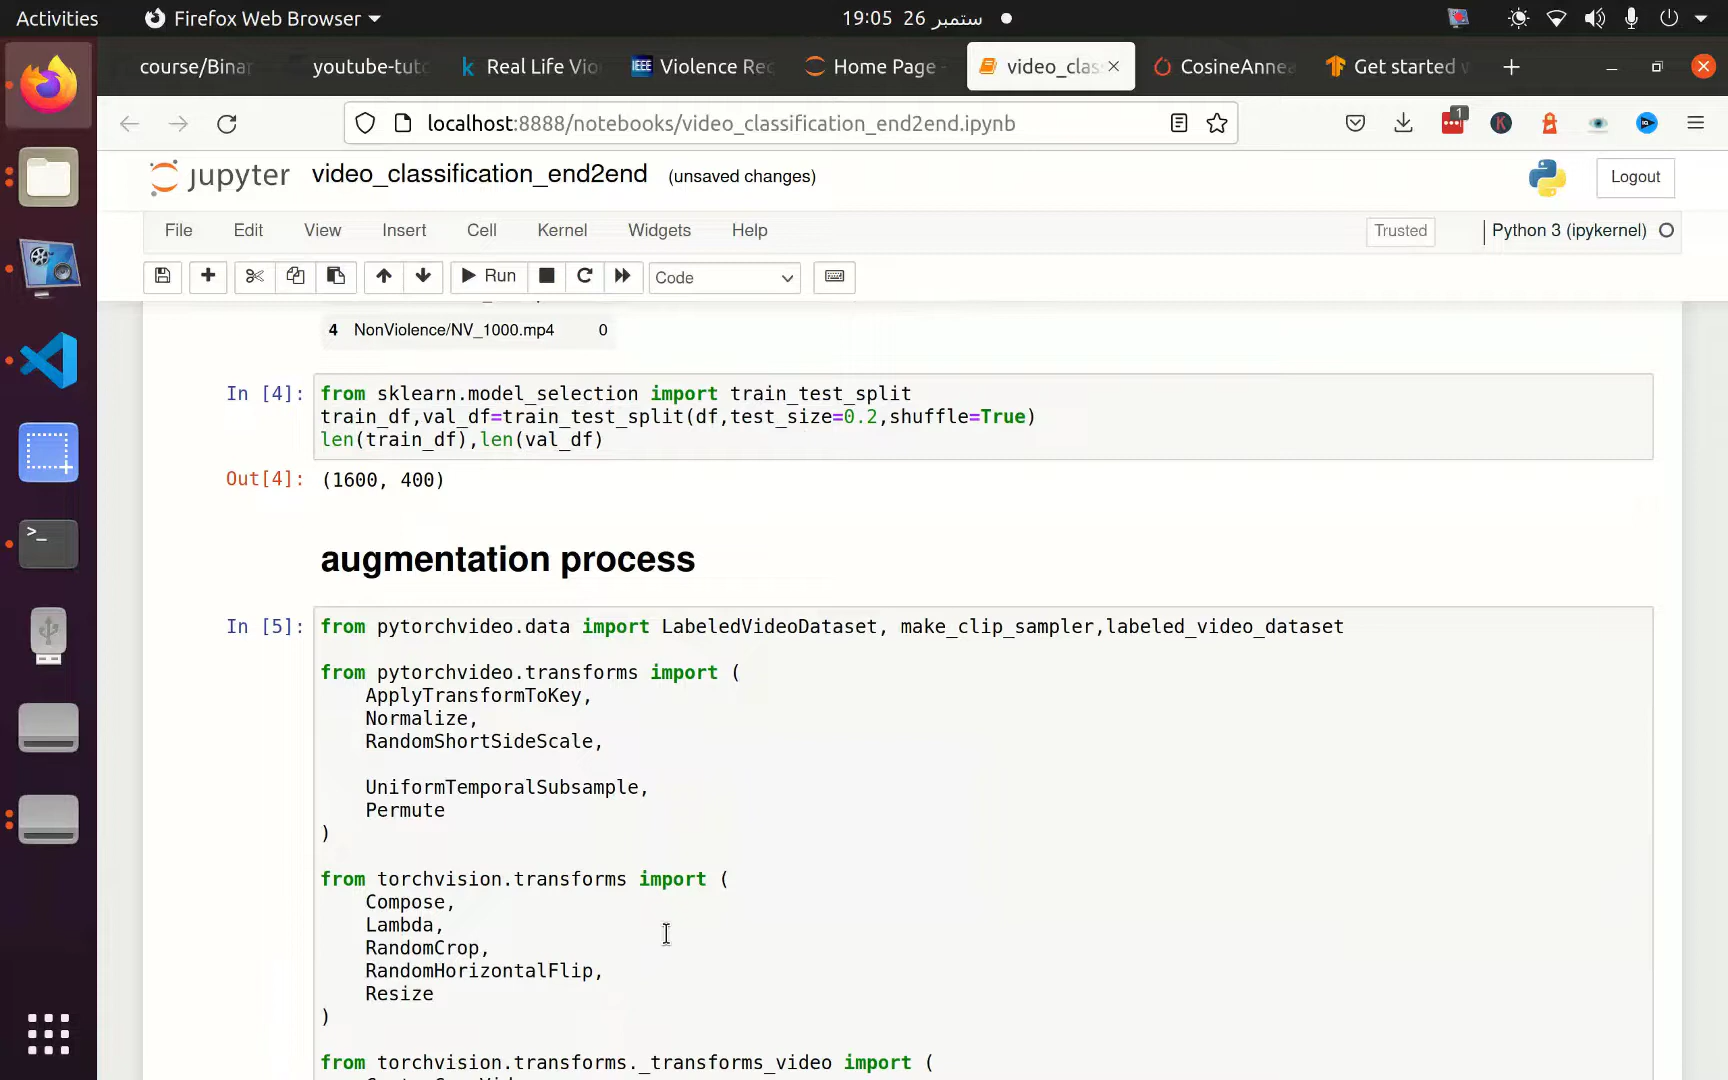 Activities Firefox Web Browser 19:05 26 ستمبر
course/Binar youtube-tuto Real Life Vio IEEE Violence Rec Home Page - video_clas CosineAnnea Get started w
localhost:8888/notebooks/video_classification_end2end.ipynb 1
jupyter video_classification_end2end (unsaved changes) Logout
File Edit View Insert Cell Kernel Widgets Help Trusted Python 3 (ipykernel)
Run Code
4 NonViolence/NV_1000.mp4 0
In [4]: from sklearn.model_selection import train_test_split
train_df,val_df=train_test_split(df,test_size=0.2,shuffle=True)
len(train_df),len(val_df)
Out[4]: (1600, 400)
augmentation process
In [5]: from pytorchvideo.data import LabeledVideoDataset, make_clip_sampler,labeled_video_dataset
from pytorchvideo.transforms import (
ApplyTransformToKey,
Normalize,
RandomShortSideScale,
UniformTemporalSubsample,
Permute
)
from torchvision.transforms import (
Compose,
Lambda,
RandomCrop,
RandomHorizontalFlip,
Resize
)
from torchvision.transforms._transforms_video import (